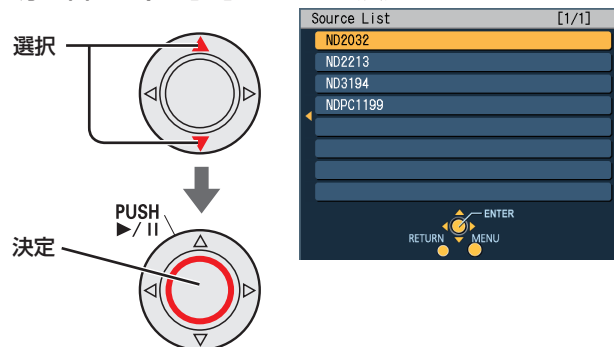 選択
PUSH
▶/II
決定
Source List [1/1]
ND2032
ND2213
ND3194
NDPC1199
ENTER
RETURN MENU